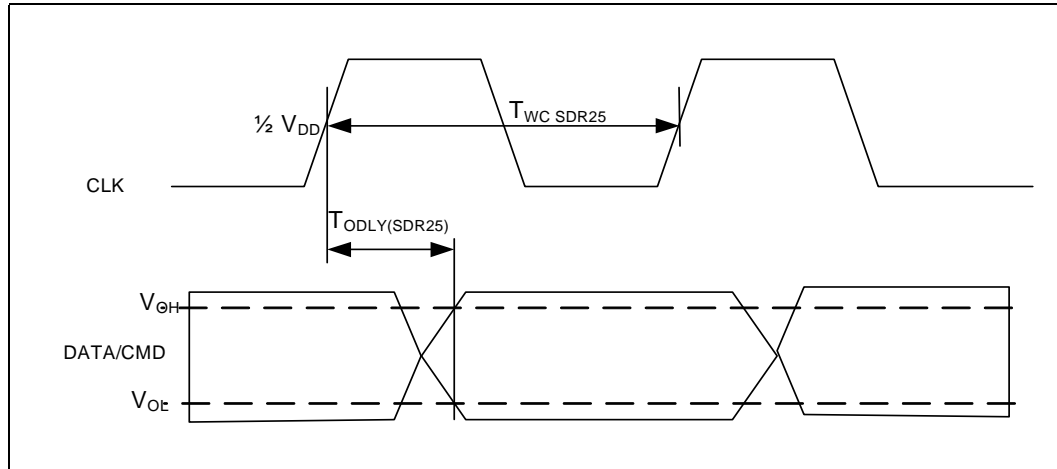 ½ VDD
TWC SDR25
CLK
TODLY(SDR25)
VOH
DATA/CMD
VOL